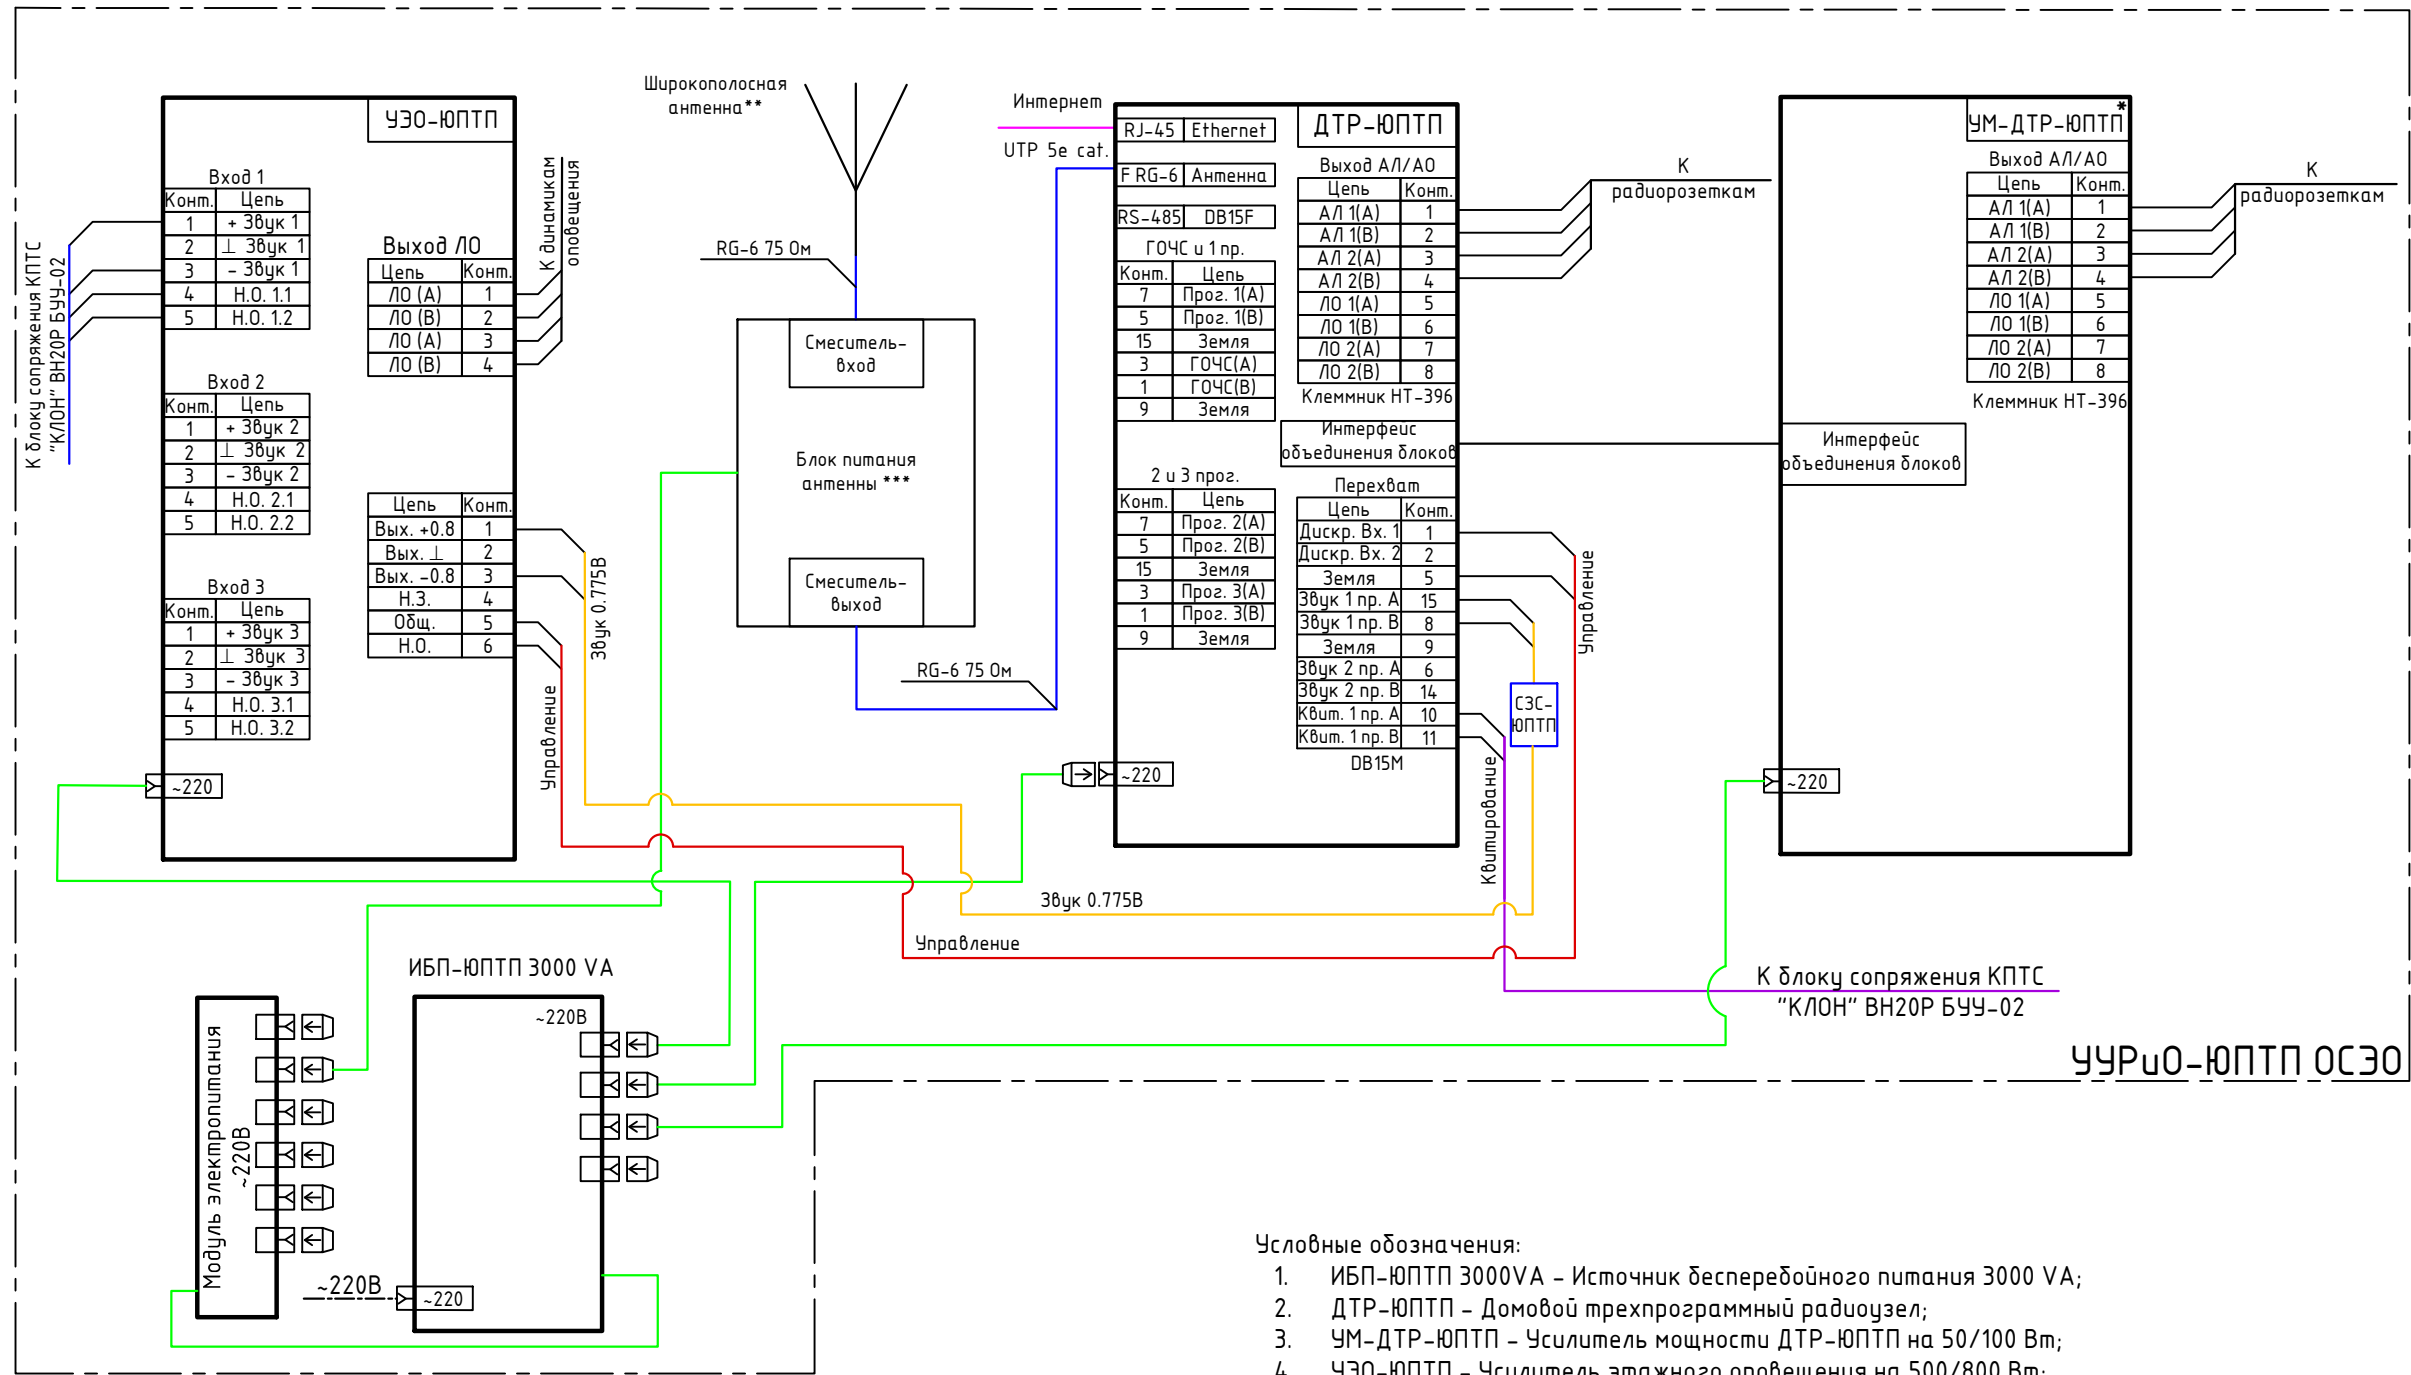 УЭО-ЮПТП
Вход 1
Конт. Цепь
1 + Звук 1
2 ⊥ Звук 1
3 - Звук 1
4 Н.О. 1.1
5 Н.О. 1.2
К блоку сопряжения КПТС
"КЛОН" ВН20Р БУУ-02
Вход 2
Конт. Цепь
1 + Звук 2
2 ⊥ Звук 2
3 - Звук 2
4 Н.О. 2.1
5 Н.О. 2.2
Вход 3
Конт. Цепь
1 + Звук 3
2 ⊥ Звук 3
3 - Звук 3
4 Н.О. 3.1
5 Н.О. 3.2
~220
Выход ЛО
Цепь Конт.
ЛО (А) 1
ЛО (В) 2
ЛО (А) 3
ЛО (В) 4
К динамикам
оповещения
Цепь Конт.
Вых. +0.8 1
Вых. ⊥ 2
Вых. -0.8 3
Н.З. 4
Общ. 5
Н.О. 6
Звук 0.775В
Управление
Широкополосная
антенна**
RG-6 75 Ом
Смеситель-
вход
Блок питания
антенны ***
Смеситель-
выход
RG-6 75 Ом
Интернет
UTP 5e cat.
ДТР-ЮПТП
RJ-45 Ethernet
F RG-6 Антенна
RS-485 DB15F
ГОЧС и 1 пр.
Конт. Цепь
7 Прог. 1(А)
5 Прог. 1(В)
15 Земля
3 ГОЧС(А)
1 ГОЧС(В)
9 Земля
2 и 3 прог.
Конт. Цепь
7 Прог. 2(А)
5 Прог. 2(В)
15 Земля
3 Прог. 3(А)
1 Прог. 3(В)
9 Земля
~220
Выход АЛ/АО
Цепь Конт.
АЛ 1(А) 1
АЛ 1(В) 2
АЛ 2(А) 3
АЛ 2(В) 4
ЛО 1(А) 5
ЛО 1(В) 6
ЛО 2(А) 7
ЛО 2(В) 8
Клеммник НТ-396
Интерфейс
объединения блоков
Перехват
Цепь Конт.
Дискр. Вх. 1 1
Дискр. Вх. 2 2
Земля 5
Звук 1 пр. А 15
Звук 1 пр. В 8
Земля 9
Звук 2 пр. А 6
Звук 2 пр. В 14
Квит. 1 пр. А 10
Квит. 1 пр. В 11
DB15M
К
радиорозеткам
Управление
СЗС-
ЮПТП
Квитирование
Звук 0.775В
Управление
УМ-ДТР-ЮПТП *
Выход АЛ/АО
Цепь Конт.
АЛ 1(А) 1
АЛ 1(В) 2
АЛ 2(А) 3
АЛ 2(В) 4
ЛО 1(А) 5
ЛО 1(В) 6
ЛО 2(А) 7
ЛО 2(В) 8
Клеммник НТ-396
Интерфейс
объединения блоков
~220
К
радиорозеткам
К блоку сопряжения КПТС
"КЛОН" ВН20Р БУУ-02
УУРиО-ЮПТП ОСЭО
Модуль электропитания
~220В
ИБП-ЮПТП 3000 VA
~220В
~220В
~220
Условные обозначения:
1. ИБП-ЮПТП 3000VA - Источник бесперебойного питания 3000 VA;
2. ДТР-ЮПТП - Домовой трехпрограммный радиоузел;
3. УМ-ДТР-ЮПТП - Усилитель мощности ДТР-ЮПТП на 50/100 Вт;
4. УЭО-ЮПТП - Усилитель этажного оповещения на 500/800 Вт;